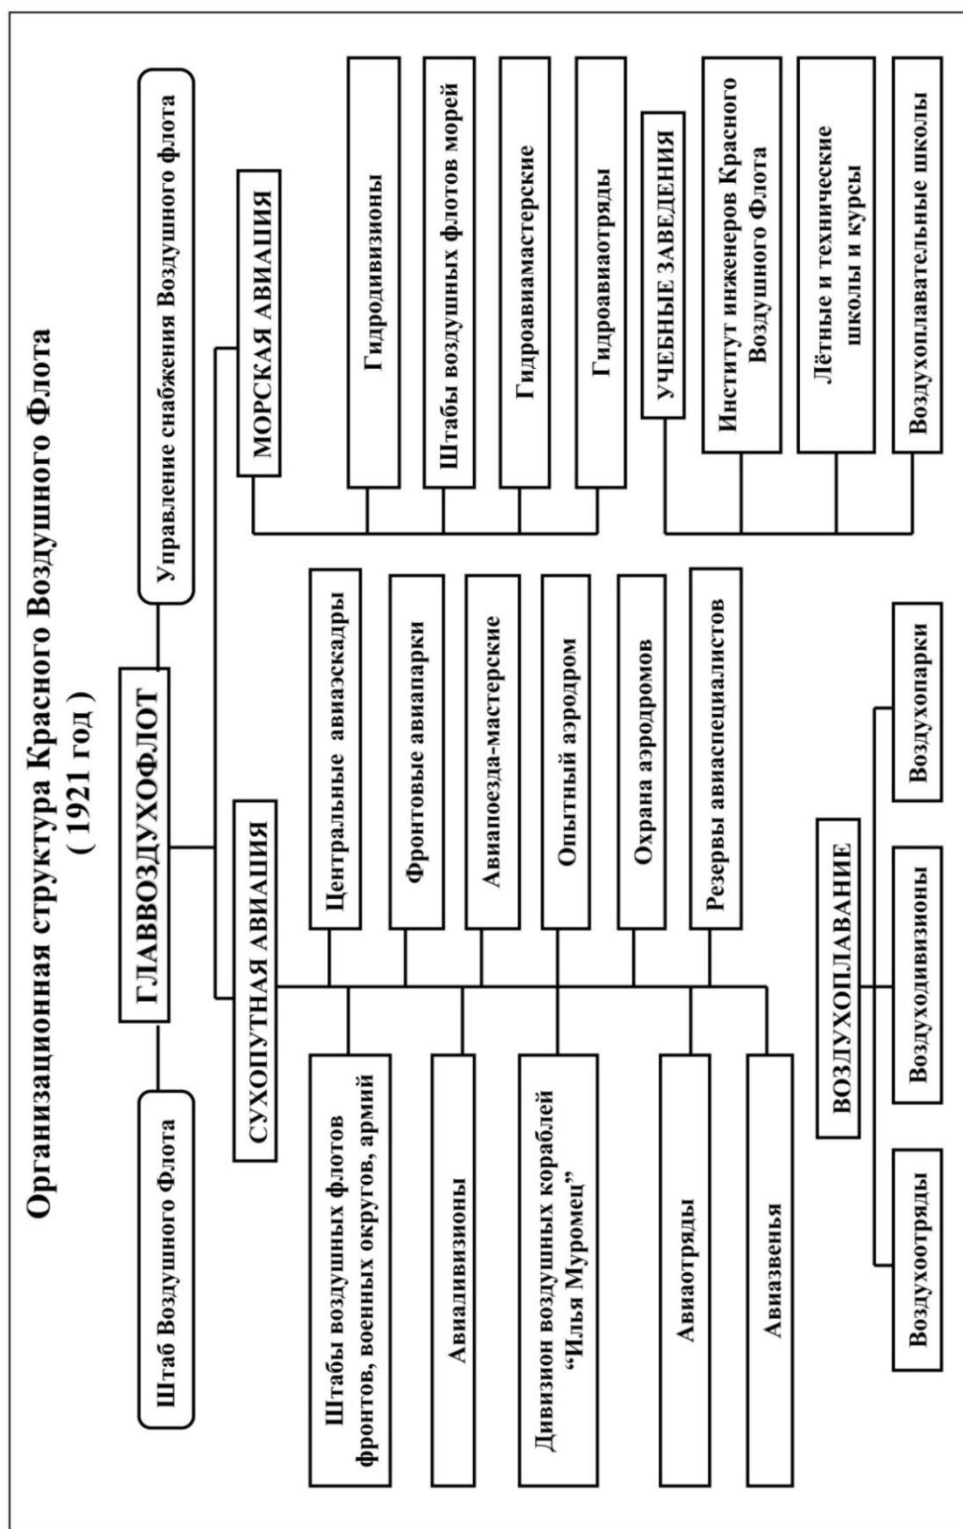 Организационная структура Красного Воздушного Флота
( 1921 год )
Штаб Воздушного Флота
ГЛАВВОЗДУХОФЛОТ
Управление снабжения Воздушного флота
СУХОПУТНАЯ АВИАЦИЯ
Штабы воздушных флотов
фронтов, военных округов, армий
Авиадивизионы
Дивизион воздушных кораблей
“Илья Муромец”
Авиаотряды
Авиазвенья
Центральные авиаэскадры
Фронтовые авиапарки
Авиапоезда-мастерские
Опытный аэродром
Охрана аэродромов
Резервы авиаспециалистов
МОРСКАЯ АВИАЦИЯ
Гидродивизионы
Штабы воздушных флотов морей
Гидроавиамастерские
Гидроавиаотряды
УЧЕБНЫЕ ЗАВЕДЕНИЯ
Институт инженеров Красного
Воздушного Флота
Лётные и технические
школы и курсы
Воздухоплавательные школы
ВОЗДУХОПЛАВАНИЕ
Воздухоотряды
Воздуходивизионы
Воздухопарки